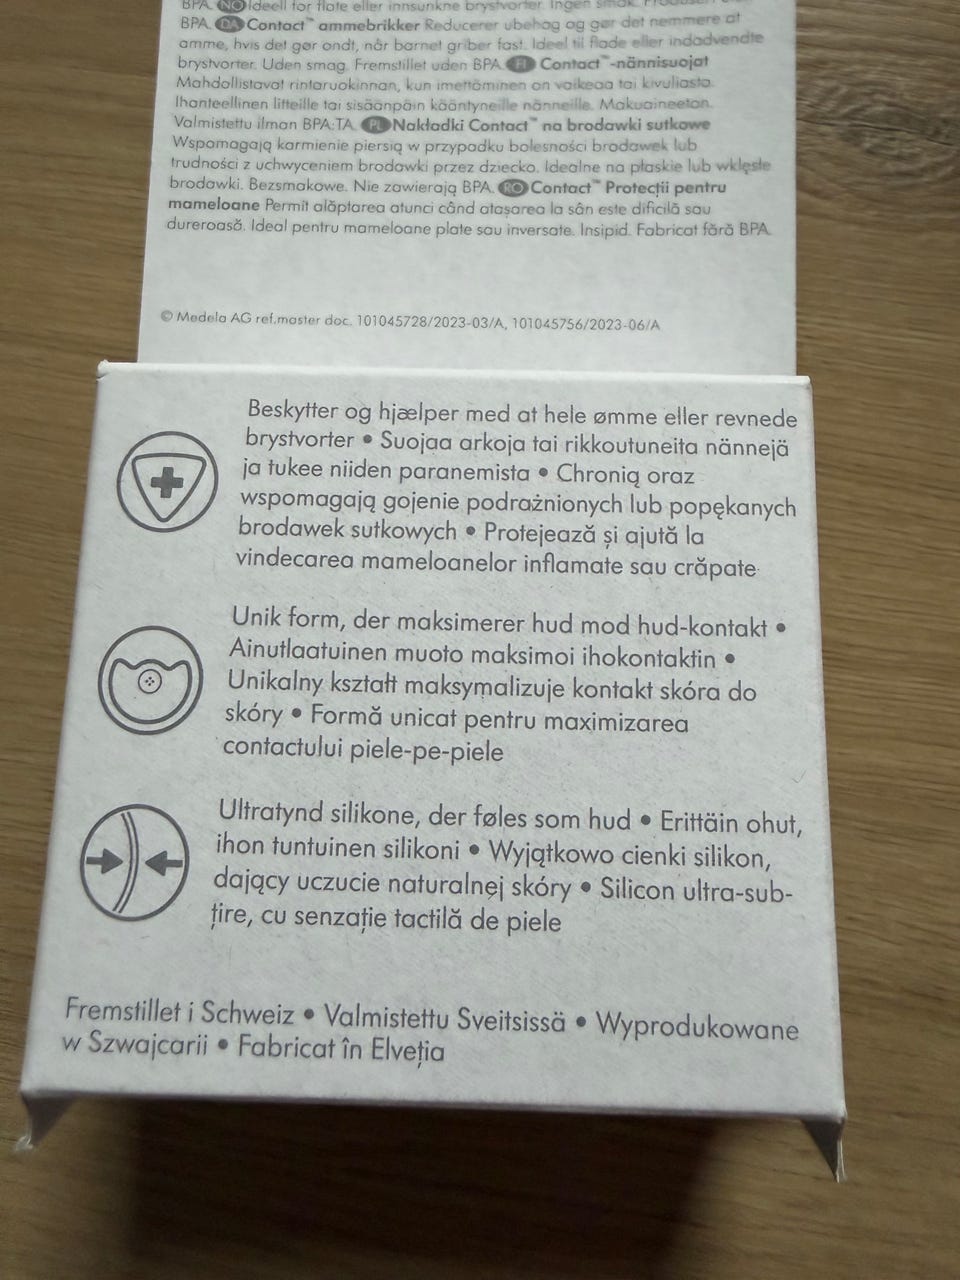 BPA. NO Ideell for flate eller innsunkne brystvorter. Ingen smak.
BPA. DA Contact™ ammebrikker Reducerer ubehag og gør det nemmere at
amme, hvis det gør ondt, når barnet griber fast. Ideel til flade eller indadvendte
brystvorter. Uden smag. Fremstillet uden BPA. FI Contact™-nännisuojat
Mahdollistavat rintaruokinnan, kun imettäminen on vaikeaa tai kivuliasta.
Ihanteellinen litteille tai sisäänpäin kääntyneille nänneille. Makuaineeton.
Valmistettu ilman BPA:TA. PL Nakładki Contact™ na brodawki sutkowe
Wspomagają karmienie piersią w przypadku bolesności brodawek lub
trudności z uchwyceniem brodawki przez dziecko. Idealne na płaskie lub wklęsłe
brodawki. Bezsmakowe. Nie zawierają BPA. RO Contact™ Protecții pentru
mameloane Permit alăptarea atunci când atașarea la sân este dificilă sau
dureroasă. Ideal pentru mameloane plate sau inversate. Insipid. Fabricat fără BPA.
© Medela AG ref.master doc. 101045728/2023-03/A, 101045756/2023-06/A
Beskytter og hjælper med at hele ømme eller revnede
brystvorter • Suojaa arkoja tai rikkoutuneita nännejä
ja tukee niiden paranemista • Chronią oraz
wspomagają gojenie podrażnionych lub popękanych
brodawek sutkowych • Protejează și ajută la
vindecarea mameloanelor inflamate sau crăpate
Unik form, der maksimerer hud mod hud-kontakt •
Ainutlaatuinen muoto maksimoi ihokontaktin •
Unikalny kształt maksymalizuje kontakt skóra do
skóry • Formă unicat pentru maximizarea
contactului piele-pe-piele
Ultratynd silikone, der føles som hud • Erittäin ohut,
ihon tuntuinen silikoni • Wyjątkowo cienki silikon,
dający uczucie naturalnej skóry • Silicon ultra-sub-
țire, cu senzație tactilă de piele
Fremstillet i Schweiz • Valmistettu Sveitsissä • Wyprodukowane
w Szwajcarii • Fabricat în Elveția